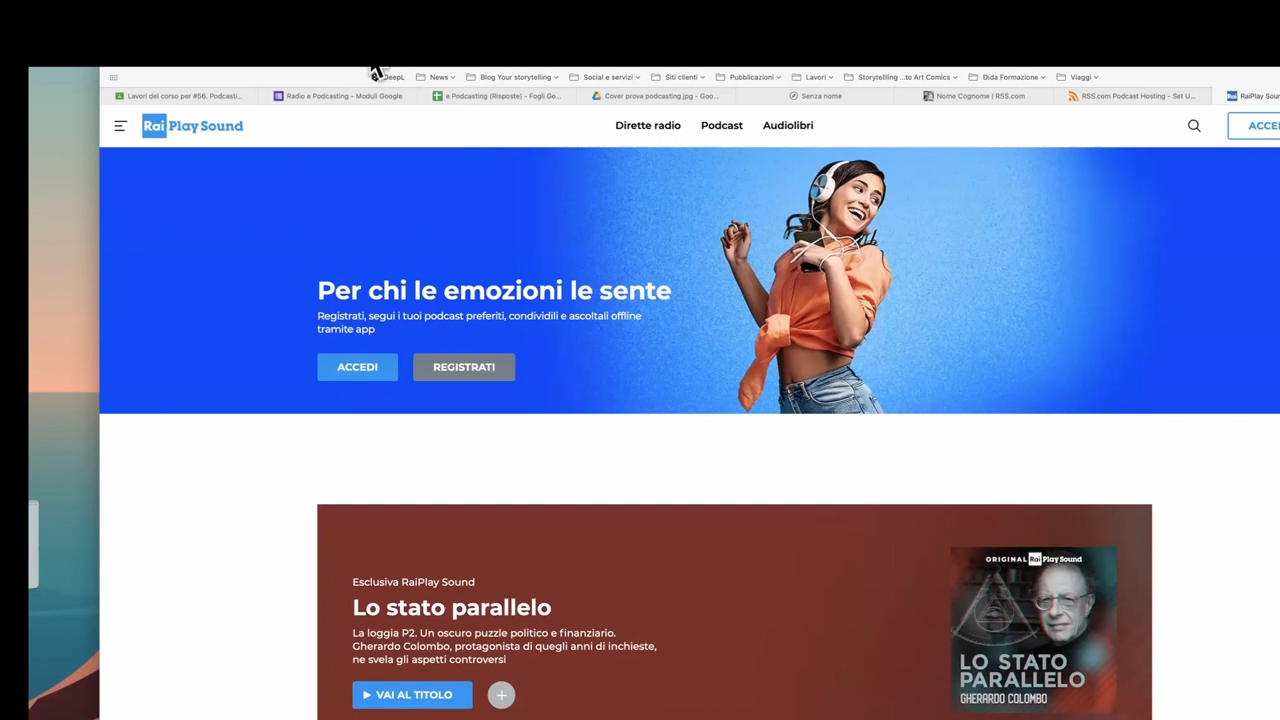 DeepL News Blog Your storytelling Social e servizi Siti clienti Pubblicazioni Lavori Storytellling ...to Art Comics Dida Formazione Viaggi
Lavori del corso per #56. Podcasti... Radio e Podcasting - Moduli Google e Podcasting (Risposte) - Fogli Go... Cover prova podcasting.jpg - Goo... Senza nome Nome Cognome | RSS.com RSS.com Podcast Hosting - Set U... RaiPlay Soun
Rai Play Sound Dirette radio Podcast Audiolibri ACCE
Per chi le emozioni le sente
Registrati, segui i tuoi podcast preferiti, condividili e ascoltali offline
tramite app
ACCEDI REGISTRATI
Esclusiva RaiPlay Sound
Lo stato parallelo
La loggia P2. Un oscuro puzzle politico e finanziario.
Gherardo Colombo, protagonista di quegli anni di inchieste,
ne svela gli aspetti controversi
VAI AL TITOLO
ORIGINAL Rai Play Sound
LO STATO
PARALLELO
GHERARDO COLOMBO